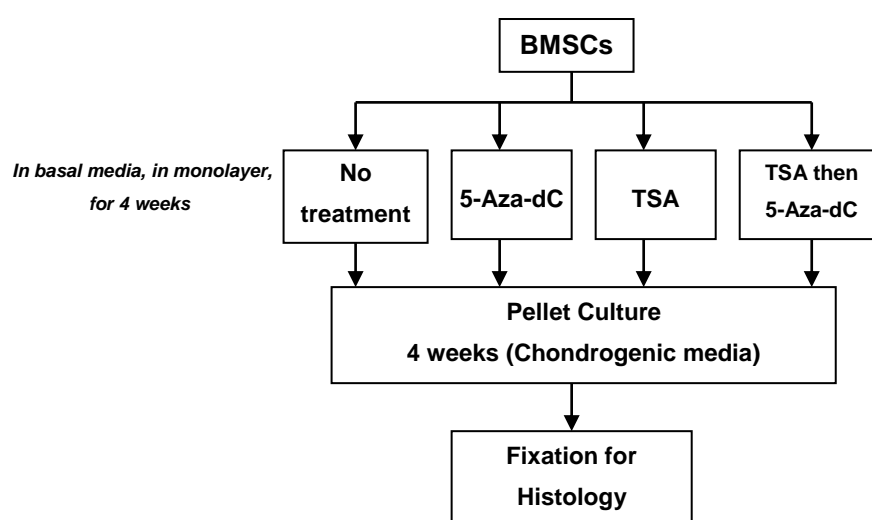 BMSCs
In basal media, in monolayer,
for 4 weeks
No
treatment
5-Aza-dC
TSA
TSA then
5-Aza-dC
Pellet Culture
4 weeks (Chondrogenic media)
Fixation for
Histology